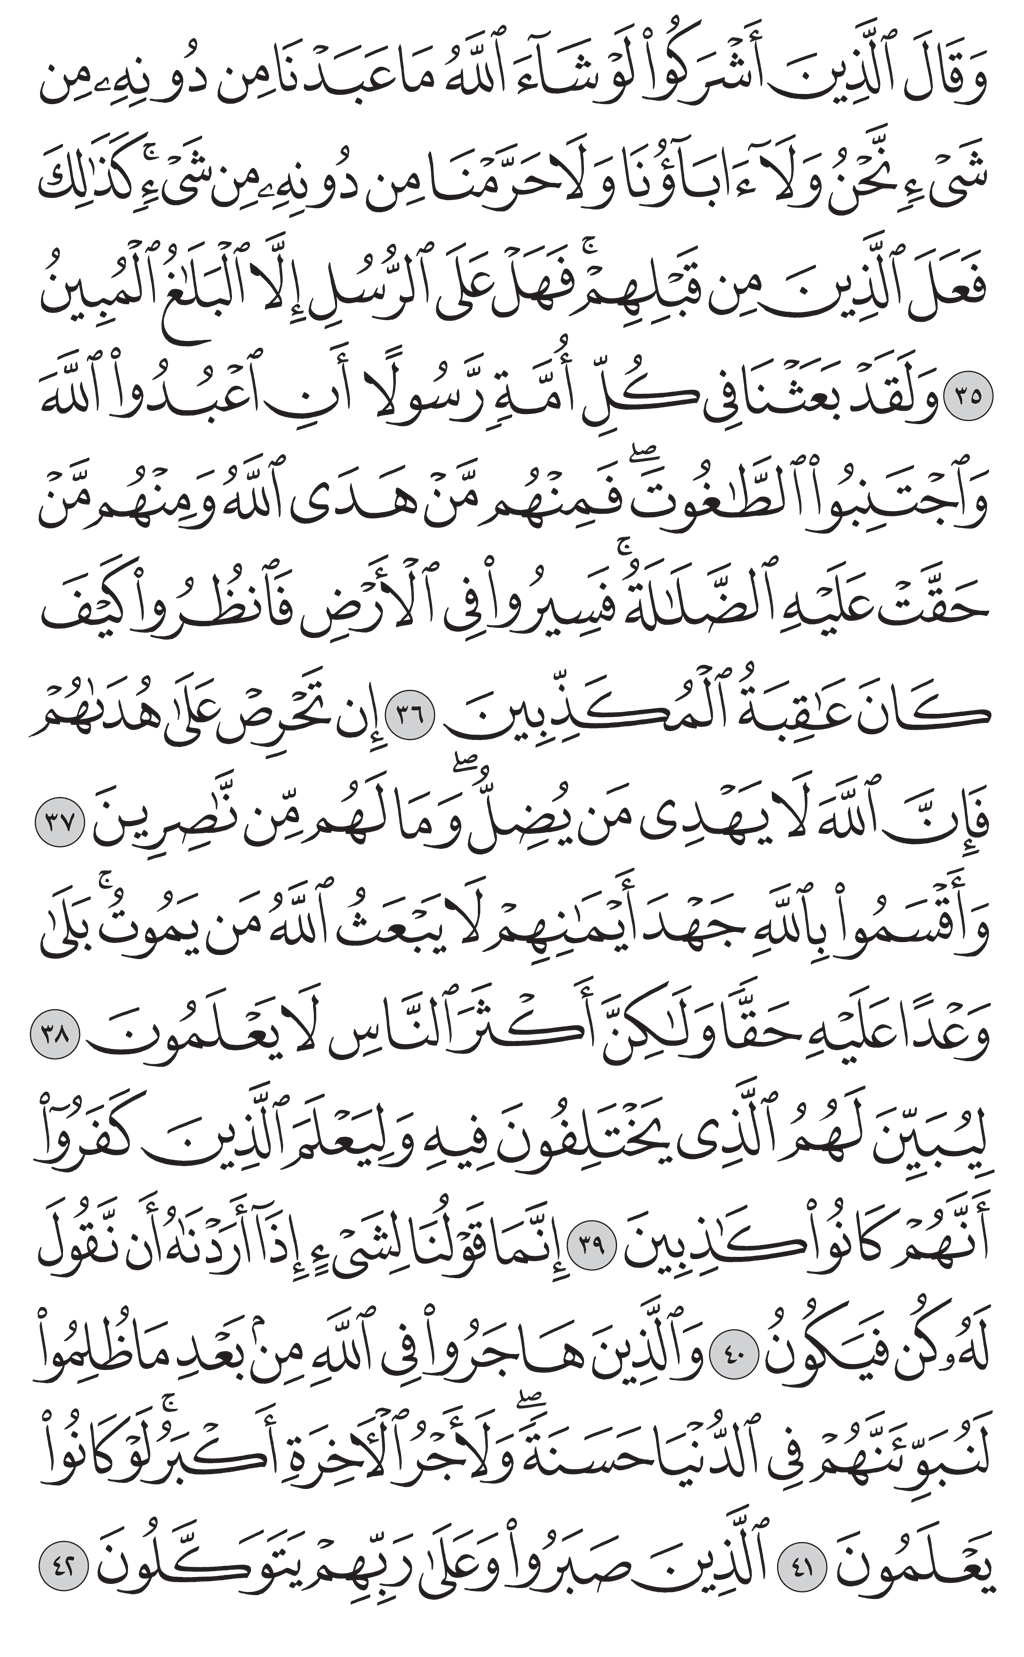 وَقَالَ ٱلَّذِينَ أَشْرَكُوا۟ لَوْ شَآءَ ٱللَّهُ مَا عَبَدْنَا مِن دُونِهِۦ مِن
شَىْءٍ نَّحْنُ وَلَآ ءَابَآؤُنَا وَلَا حَرَّمْنَا مِن دُونِهِۦ مِن شَىْءٍ ۚ كَذَٰلِكَ
فَعَلَ ٱلَّذِينَ مِن قَبْلِهِمْ ۚ فَهَلْ عَلَى ٱلرُّسُلِ إِلَّا ٱلْبَلَٰغُ ٱلْمُبِينُ
٣٥ وَلَقَدْ بَعَثْنَا فِى كُلِّ أُمَّةٍ رَّسُولًا أَنِ ٱعْبُدُوا۟ ٱللَّهَ
وَٱجْتَنِبُوا۟ ٱلطَّٰغُوتَ ۖ فَمِنْهُم مَّنْ هَدَى ٱللَّهُ وَمِنْهُم مَّنْ
حَقَّتْ عَلَيْهِ ٱلضَّلَٰلَةُ ۚ فَسِيرُوا۟ فِى ٱلْأَرْضِ فَٱنظُرُوا۟ كَيْفَ
كَانَ عَٰقِبَةُ ٱلْمُكَذِّبِينَ ٣٦ إِن تَحْرِصْ عَلَىٰ هُدَىٰهُمْ
فَإِنَّ ٱللَّهَ لَا يَهْدِى مَن يُضِلُّ ۖ وَمَا لَهُم مِّن نَّٰصِرِينَ ٣٧
وَأَقْسَمُوا۟ بِٱللَّهِ جَهْدَ أَيْمَٰنِهِمْ لَا يَبْعَثُ ٱللَّهُ مَن يَمُوتُ ۚ بَلَىٰ
وَعْدًا عَلَيْهِ حَقًّا وَلَٰكِنَّ أَكْثَرَ ٱلنَّاسِ لَا يَعْلَمُونَ ٣٨
لِيُبَيِّنَ لَهُمُ ٱلَّذِى يَخْتَلِفُونَ فِيهِ وَلِيَعْلَمَ ٱلَّذِينَ كَفَرُوٓا۟
أَنَّهُمْ كَانُوا۟ كَٰذِبِينَ ٣٩ إِنَّمَا قَوْلُنَا لِشَىْءٍ إِذَآ أَرَدْنَٰهُ أَن نَّقُولَ
لَهُۥ كُن فَيَكُونُ ٤٠ وَٱلَّذِينَ هَاجَرُوا۟ فِى ٱللَّهِ مِنۢ بَعْدِ مَا ظُلِمُوا۟
لَنُبَوِّئَنَّهُمْ فِى ٱلدُّنْيَا حَسَنَةً ۖ وَلَأَجْرُ ٱلْءَاخِرَةِ أَكْبَرُ ۚ لَوْ كَانُوا۟
يَعْلَمُونَ ٤١ ٱلَّذِينَ صَبَرُوا۟ وَعَلَىٰ رَبِّهِمْ يَتَوَكَّلُونَ ٤٢